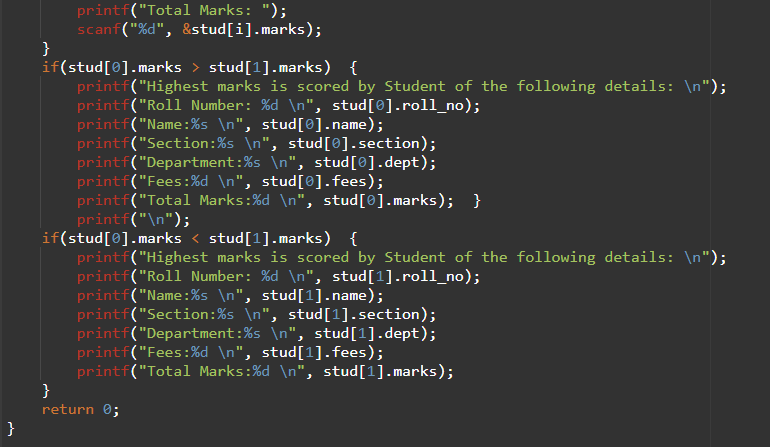 printf("Total Marks: ");
        scanf("%d", &stud[i].marks);
    }
    if(stud[0].marks > stud[1].marks)  {
        printf("Highest marks is scored by Student of the following details: \n");
        printf("Roll Number: %d \n", stud[0].roll_no);
        printf("Name:%s \n", stud[0].name);
        printf("Section:%s \n", stud[0].section);
        printf("Department:%s \n", stud[0].dept);
        printf("Fees:%d \n", stud[0].fees);
        printf("Total Marks:%d \n", stud[0].marks);  }
        printf("\n");
    if(stud[0].marks < stud[1].marks)  {
        printf("Highest marks is scored by Student of the following details: \n");
        printf("Roll Number: %d \n", stud[1].roll_no);
        printf("Name:%s \n", stud[1].name);
        printf("Section:%s \n", stud[1].section);
        printf("Department:%s \n", stud[1].dept);
        printf("Fees:%d \n", stud[1].fees);
        printf("Total Marks:%d \n", stud[1].marks);
    }
    return 0;
}